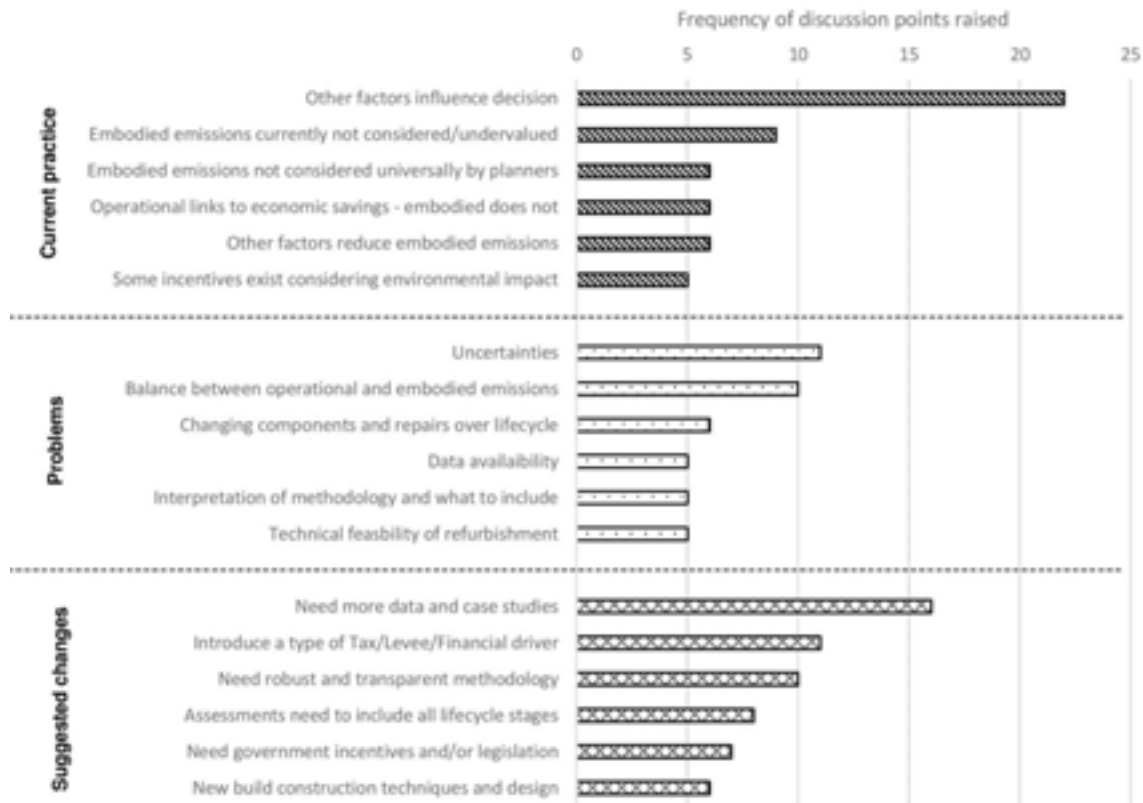 Frequency of discussion points raised
0 5 10 15 20 25
Current practice
Other factors influence decision
Embodied emissions currently not considered/undervalued
Embodied emissions not considered universally by planners
Operational links to economic savings - embodied does not
Other factors reduce embodied emissions
Some incentives exist considering environmental impact
Problems
Uncertainties
Balance between operational and embodied emissions
Changing components and repairs over lifecycle
Data availaibility
Interpretation of methodology and what to include
Technical feasbility of refurbishment
Suggested changes
Need more data and case studies
Introduce a type of Tax/Levee/Financial driver
Need robust and transparent methodology
Assessments need to include all lifecycle stages
Need government incentives and/or legislation
New build construction techniques and design